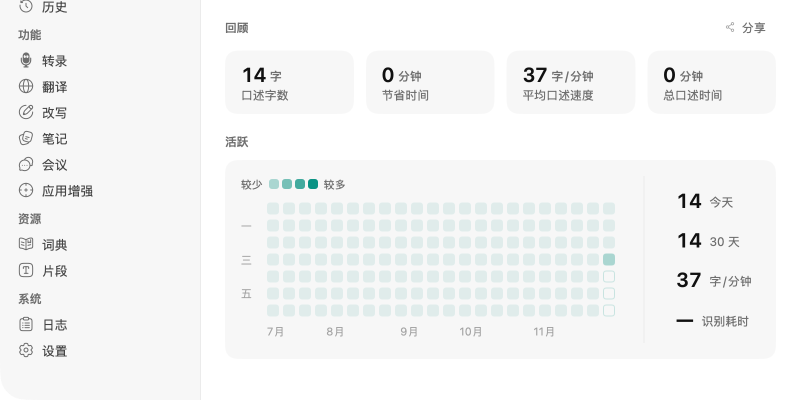 历史
功能
转录
翻译
改写
笔记
会议
应用增强
资源
词典
片段
系统
日志
设置
回顾
分享
14 字
口述字数
0 分钟
节省时间
37 字/分钟
平均口述速度
0 分钟
总口述时间
活跃
较少 较多
一
三
五
7月 8月 9月 10月 11月
14 今天
14 30 天
37 字/分钟
— 识别耗时